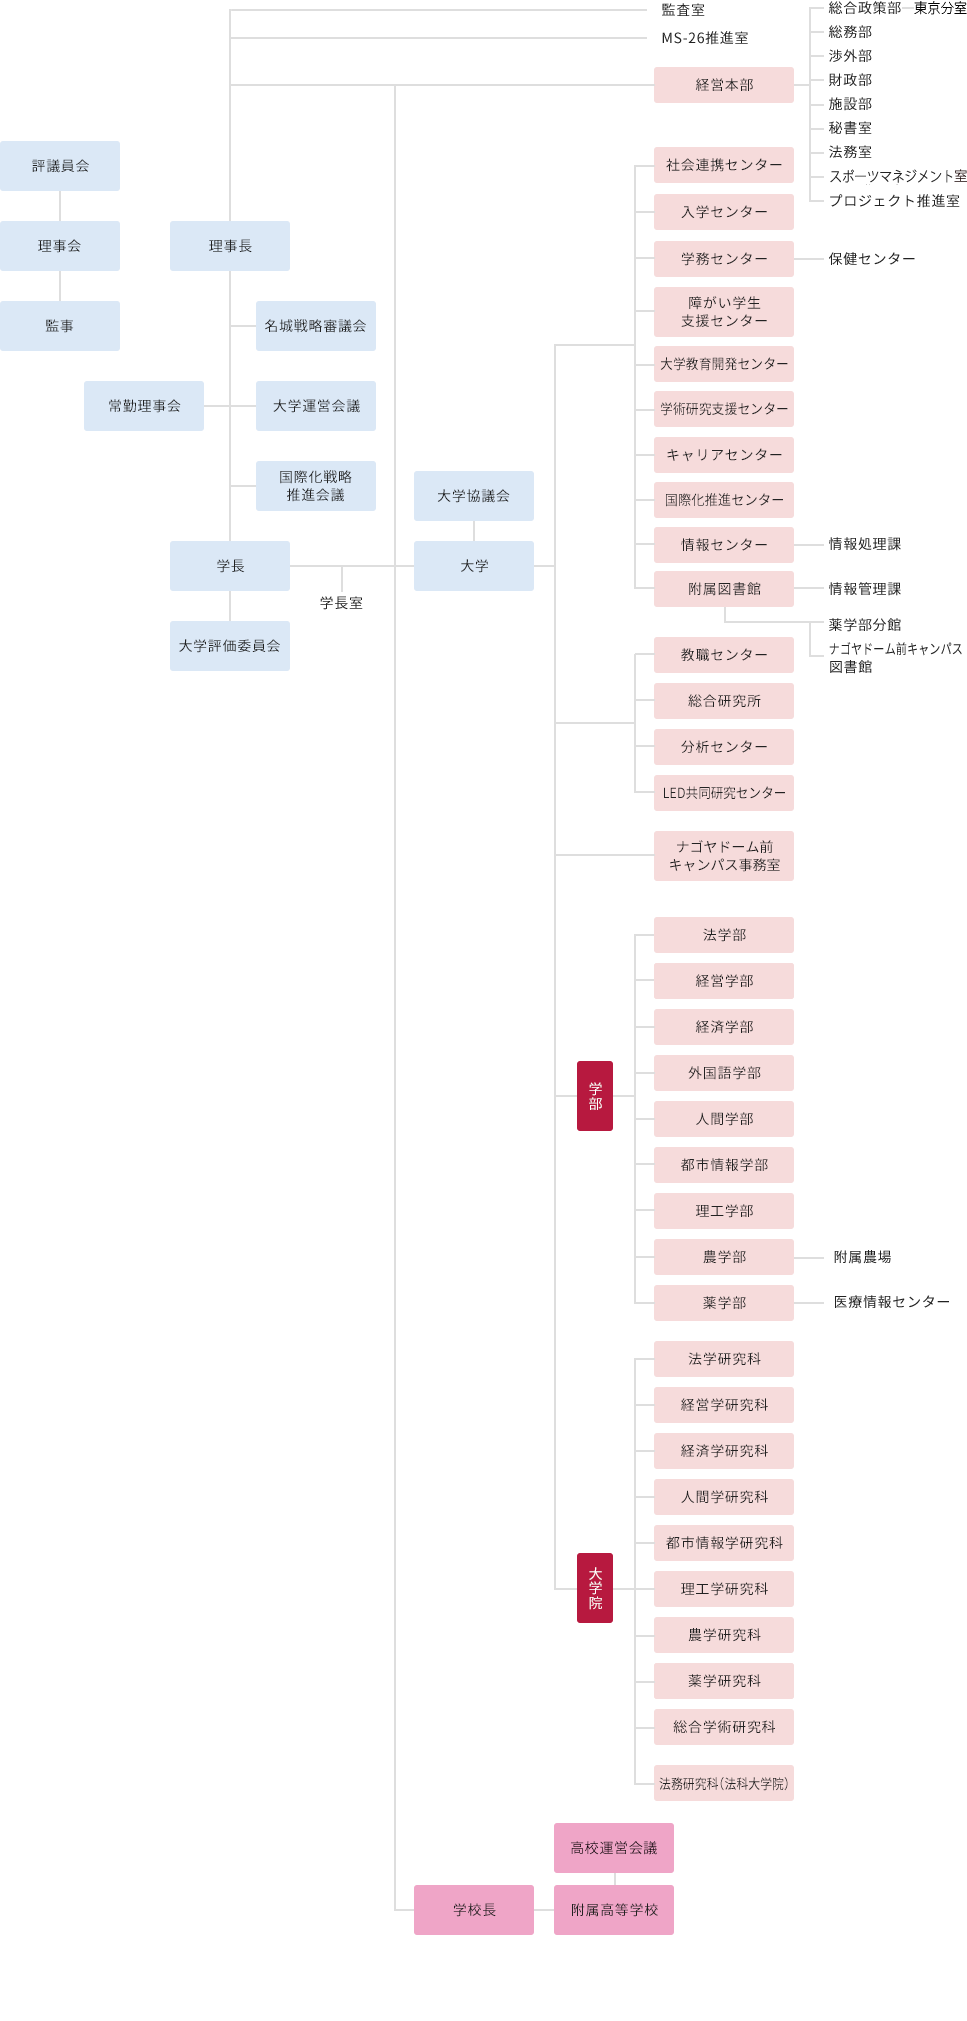 監査室
MS-26推進室
経営本部
総合政策部
東京分室
総務部
渉外部
財政部
施設部
秘書室
法務室
スポーツマネジメント室
プロジェクト推進室
評議員会
理事会
監事
理事長
名城戦略審議会
常勤理事会
大学運営会議
国際化戦略
推進会議
学長
学長室
大学評価委員会
大学協議会
大学
社会連携センター
入学センター
学務センター
保健センター
障がい学生
支援センター
大学教育開発センター
学術研究支援センター
キャリアセンター
国際化推進センター
情報センター
情報処理課
附属図書館
情報管理課
薬学部分館
ナゴヤドーム前キャンパス
図書館
教職センター
総合研究所
分析センター
LED共同研究センター
ナゴヤドーム前
キャンパス事務室
学部
法学部
経営学部
経済学部
外国語学部
人間学部
都市情報学部
理工学部
農学部
附属農場
薬学部
医療情報センター
大学院
法学研究科
経営学研究科
経済学研究科
人間学研究科
都市情報学研究科
理工学研究科
農学研究科
薬学研究科
総合学術研究科
法務研究科(法科大学院)
高校運営会議
学校長
附属高等学校